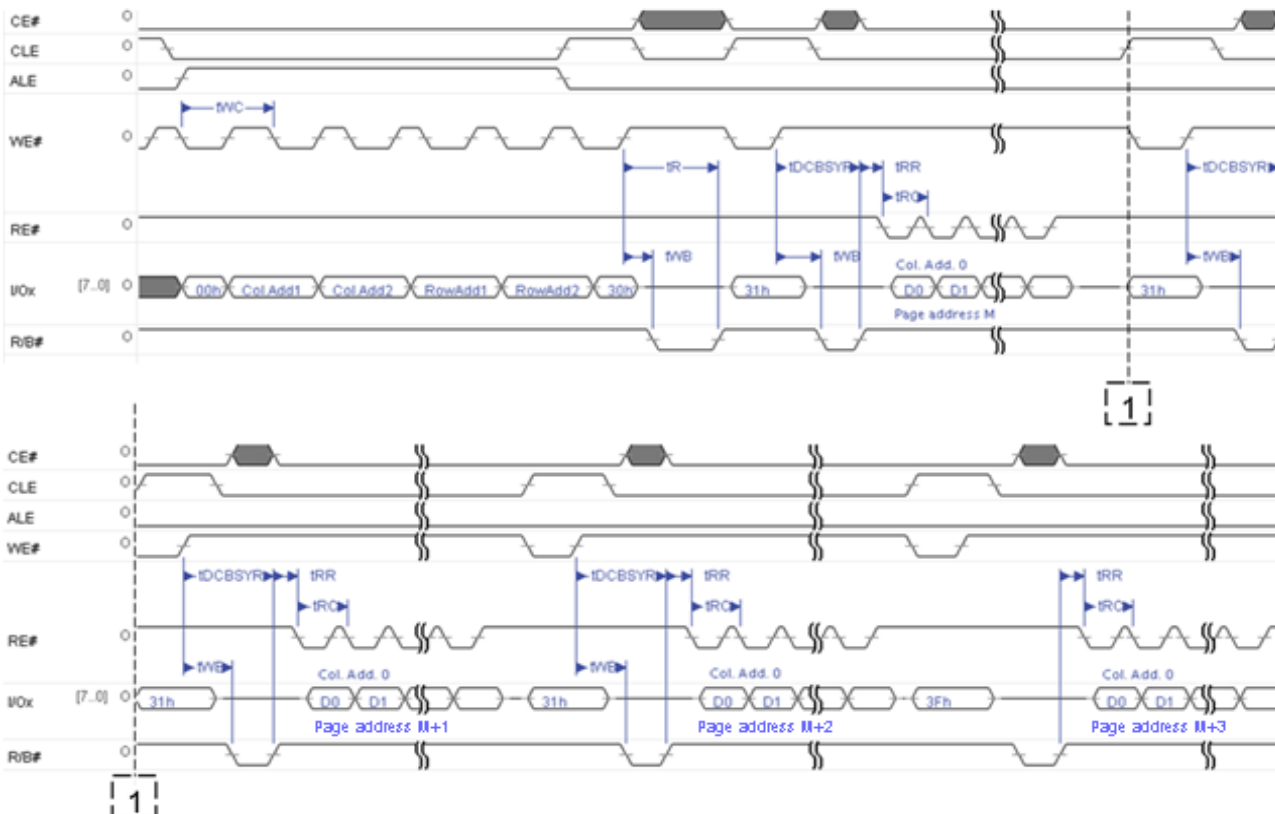 CE# O
CLE O
ALE O
tWC
WE# O
tR tDCBSYR tRR tDCBSYR
tRC
RE# O
tWB tWB tWB
Col. Add. 0
I/Ox [7..0] O 00h Col.Add1 Col.Add2 RowAdd1 RowAdd2 30h 31h D0 D1 31h
Page address M
R/B# O
1
CE# O
CLE O
ALE O
WE# O
tDCBSYR tRR tDCBSYR tRR tRR
tRC tRC tRC
RE# O
tWB tWB
Col. Add. 0 Col. Add. 0 Col. Add. 0
I/Ox [7..0] O 31h D0 D1 31h D0 D1 3Fh D0 D1
Page address M+1 Page address M+2 Page address M+3
R/B# O
1